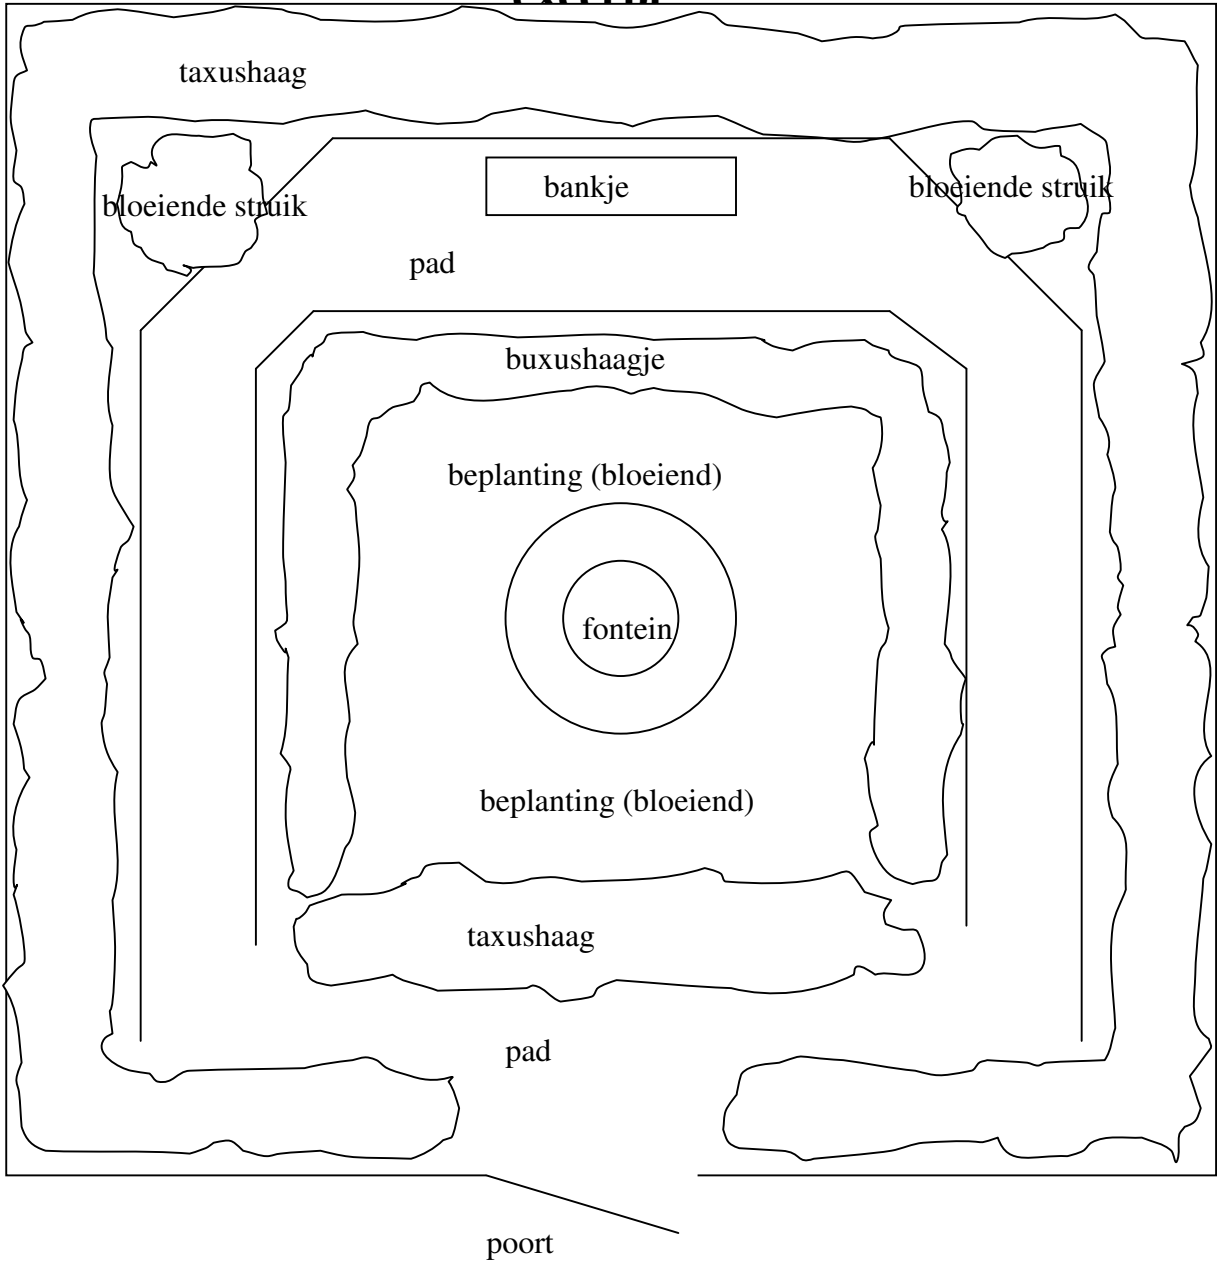 taxushaag
bloeiende struik
bankje
bloeiende struik
pad
buxushaagje
beplanting (bloeiend)
fontein
beplanting (bloeiend)
taxushaag
pad
poort